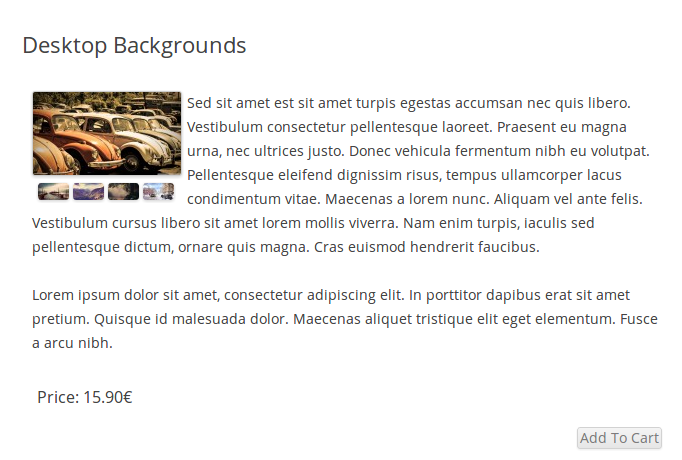 Desktop Backgrounds
Sed sit amet est sit amet turpis egestas accumsan nec quis libero.
Vestibulum consectetur pellentesque laoreet. Praesent eu magna
urna, nec ultrices justo. Donec vehicula fermentum nibh eu volutpat.
Pellentesque eleifend dignissim risus, tempus ullamcorper lacus
condimentum vitae. Maecenas a lorem nunc. Aliquam vel ante felis.
Vestibulum cursus libero sit amet lorem mollis viverra. Nam enim turpis, iaculis sed
pellentesque dictum, ornare quis magna. Cras euismod hendrerit faucibus.
Lorem ipsum dolor sit amet, consectetur adipiscing elit. In porttitor dapibus erat sit amet
pretium. Quisque id malesuada dolor. Maecenas aliquet tristique elit eget elementum. Fusce
a arcu nibh.
Price: 15.90€
Add To Cart